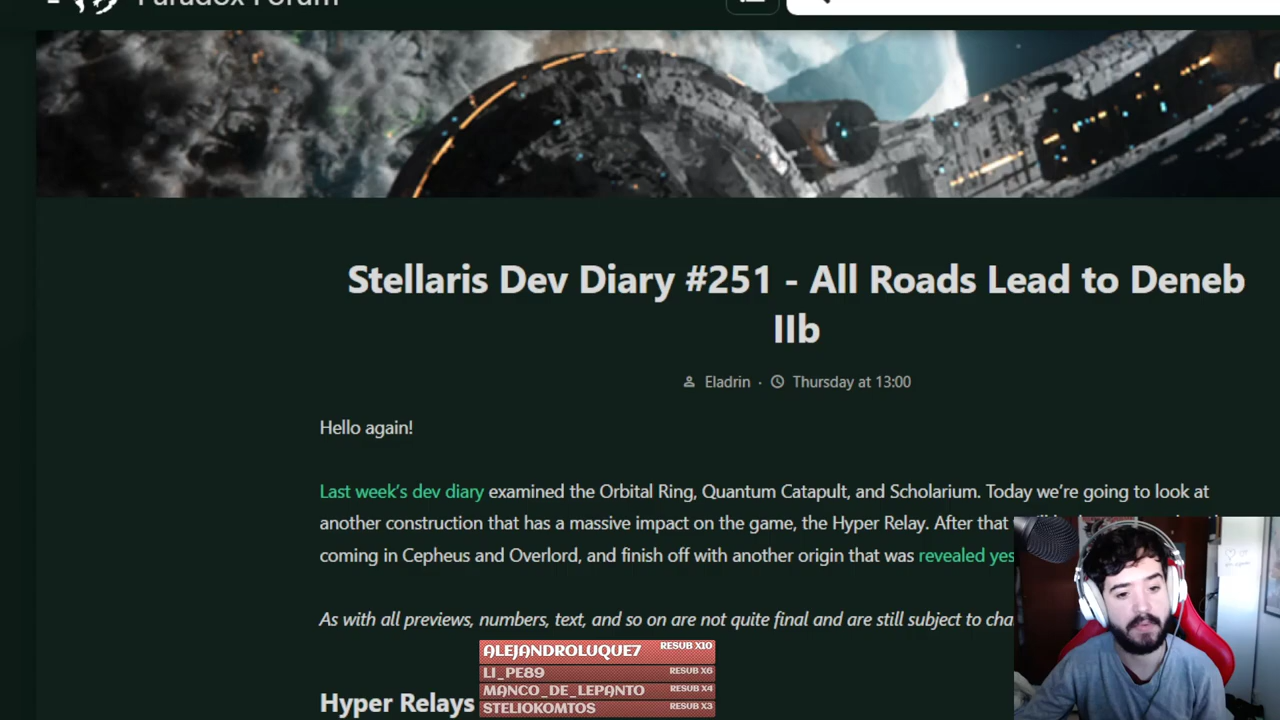 Paradox Forum
Stellaris Dev Diary #251 - All Roads Lead to Deneb
IIb
Eladrin · Thursday at 13:00
Hello again!
Last week's dev diary examined the Orbital Ring, Quantum Catapult, and Scholarium. Today we're going to look at
another construction that has a massive impact on the game, the Hyper Relay. After that
coming in Cepheus and Overlord, and finish off with another origin that was revealed
As with all previews, numbers, text, and so on are not quite final and are still subject to
ALEJANDROLUQUE7 RESUB X10
LI_PE89 RESUB X6
MANCO_DE_LEPANTO RESUB X4
STELIOKOMTOS RESUB X3
Hyper Relays